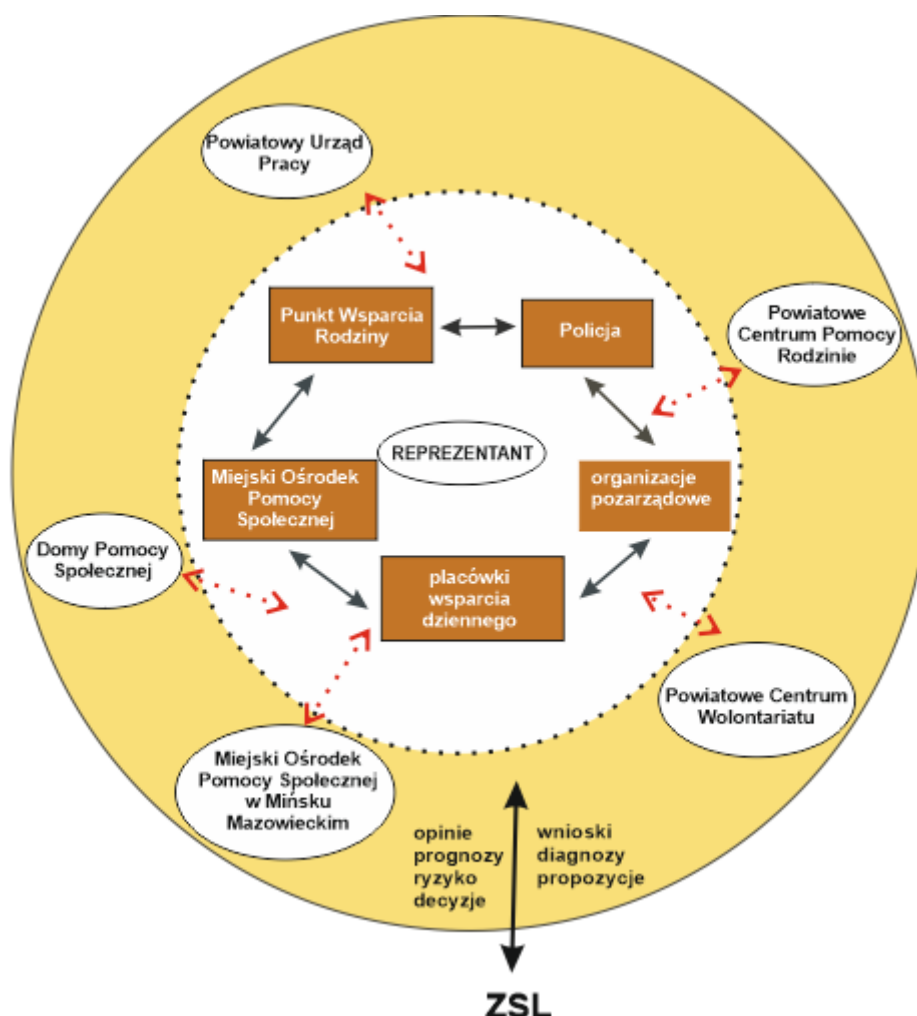 Powiatowy Urząd
Pracy
Punkt Wsparcia
Rodziny
Policja
Powiatowe
Centrum Pomocy
Rodzinie
REPREZENTANT
Miejski Ośrodek
Pomocy
Społecznej
organizacje
pozarządowe
Domy Pomocy
Społecznej
placówki
wsparcia
dziennego
Powiatowe Centrum
Wolontariatu
Miejski Ośrodek
Pomocy Społecznej
w Mińsku
Mazowieckim
opinie
prognozy
ryzyko
decyzje
wnioski
diagnozy
propozycje
ZSL